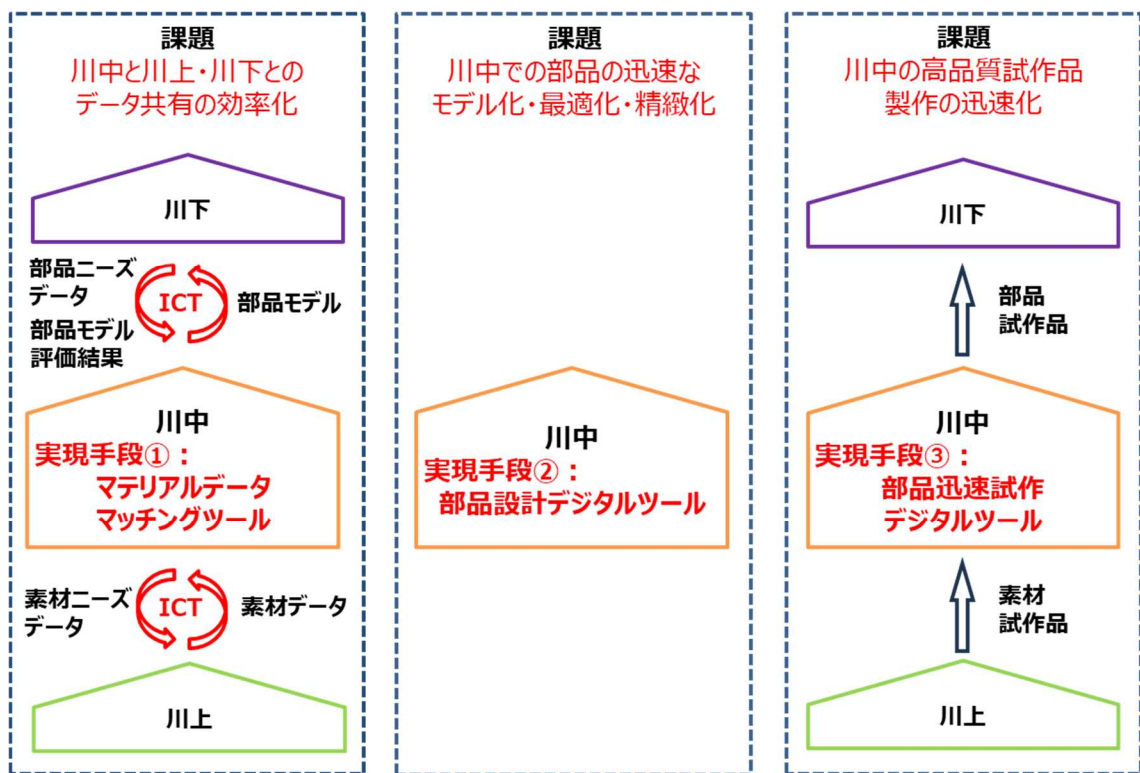 課題
川中と川上・川下との
データ共有の効率化
川下
部品ニーズ
データ
ICT
部品モデル
部品モデル
評価結果
川中
実現手段①：
マテリアルデータ
マッチングツール
素材ニーズ
データ
ICT
素材データ
川上
課題
川中での部品の迅速な
モデル化・最適化・精緻化
川中
実現手段②：
部品設計デジタルツール
課題
川中の高品質試作品
製作の迅速化
川下
部品
試作品
川中
実現手段③：
部品迅速試作
デジタルツール
素材
試作品
川上